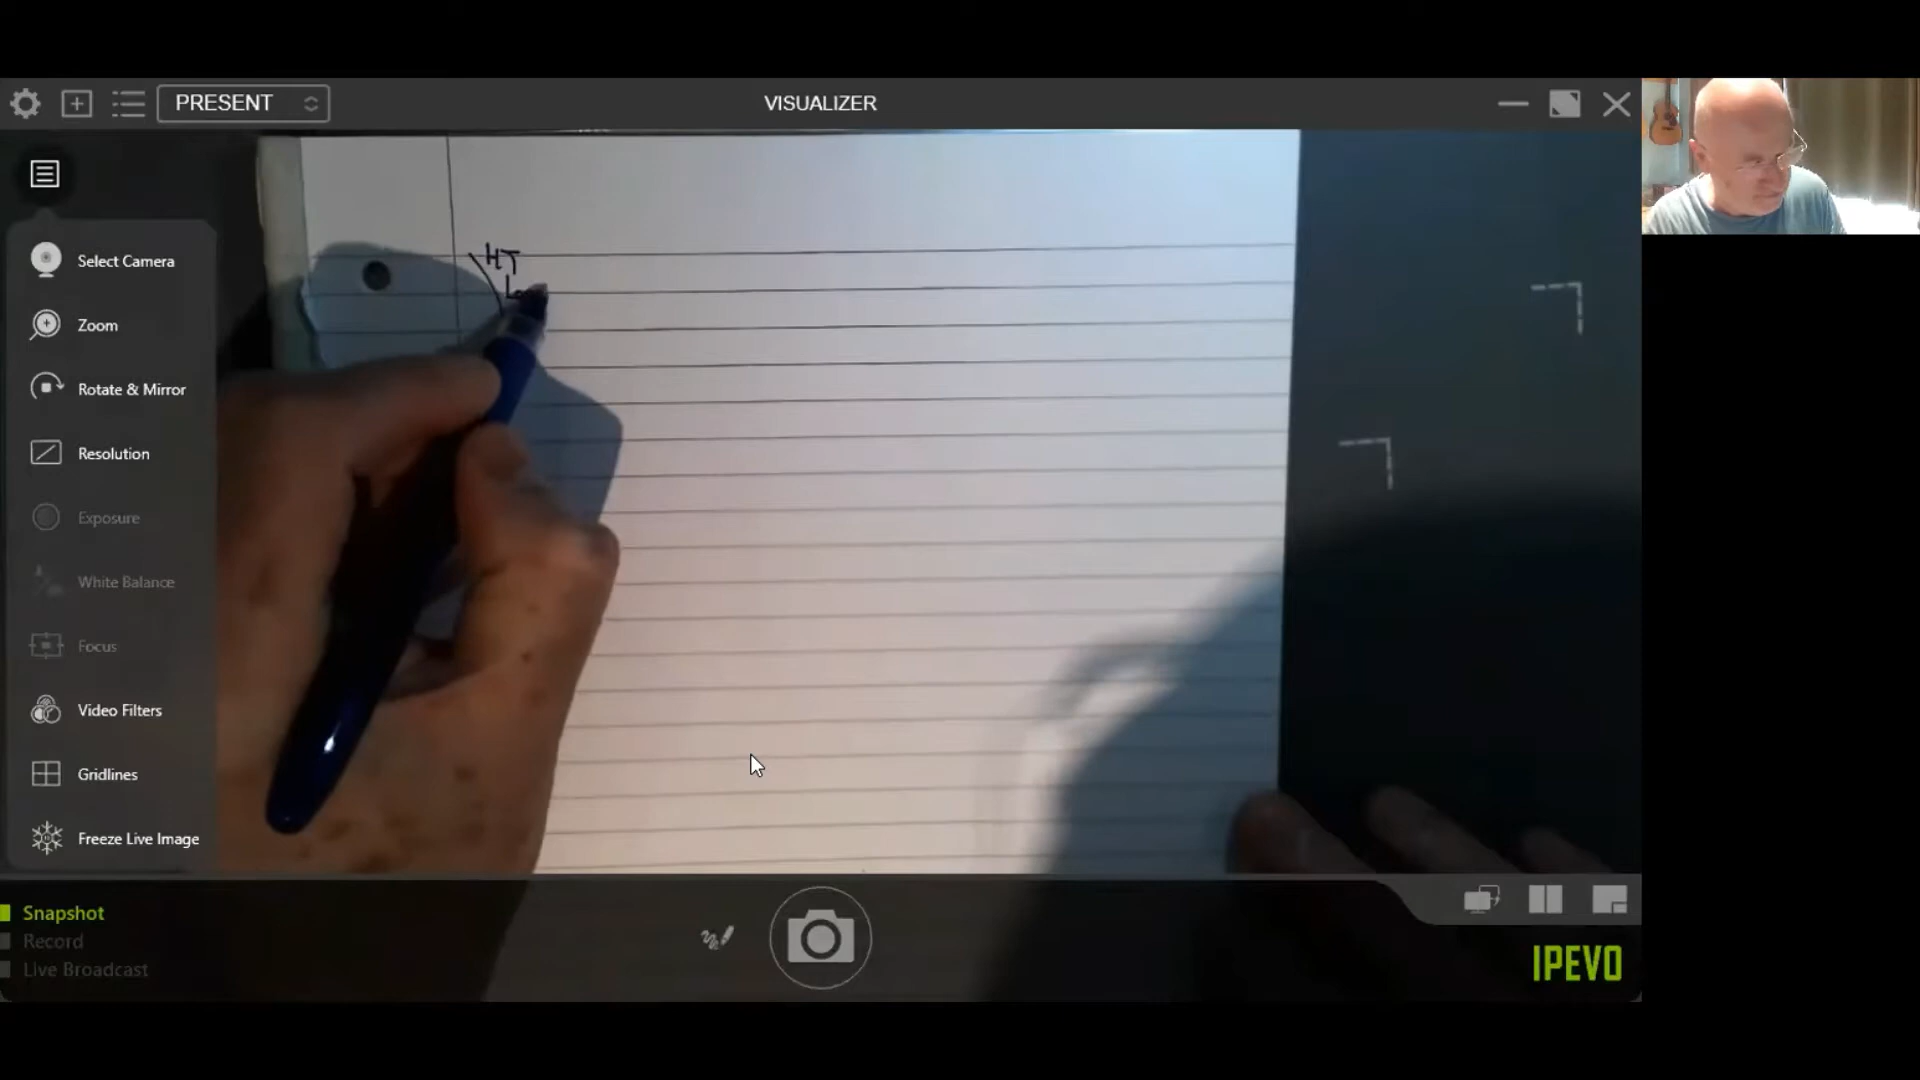 PRESENT
VISUALIZER
Select Camera
Zoom
Rotate & Mirror
Resolution
Exposure
White Balance
Focus
Video Filters
Gridlines
Freeze Live Image
HT
Snapshot
Record
Live Broadcast
IPEVO